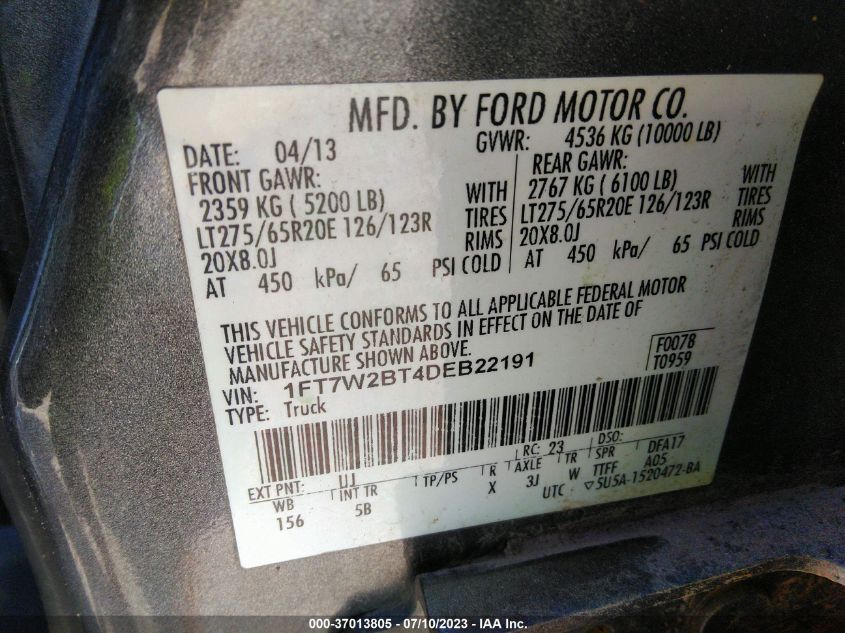 MFD. BY FORD MOTOR CO.
DATE: 04/13 GVWR: 4536 KG (10000 LB)
FRONT GAWR: REAR GAWR:
2359 KG ( 5200 LB) WITH 2767 KG ( 6100 LB) WITH
LT275/65R20E 126/123R TIRES LT275/65R20E 126/123R TIRES
20X8.0J RIMS 20X8.0J RIMS
AT 450 kPa/ 65 PSI COLD AT 450 kPa/ 65 PSI COLD
THIS VEHICLE CONFORMS TO ALL APPLICABLE FEDERAL MOTOR
VEHICLE SAFETY STANDARDS IN EFFECT ON THE DATE OF
MANUFACTURE SHOWN ABOVE.
F0078
T0959
VIN: 1FT7W2BT4DEB22191
TYPE: Truck
EXT PNT: UJ RC: 23 DSO:
WB INT TR TP/PS R AXLE TR SPR DFA17
156 5B X 3J W TTFF A05
UTC ▽5U5A-1520472-BA
000-37013805 - 07/10/2023 - IAA Inc.